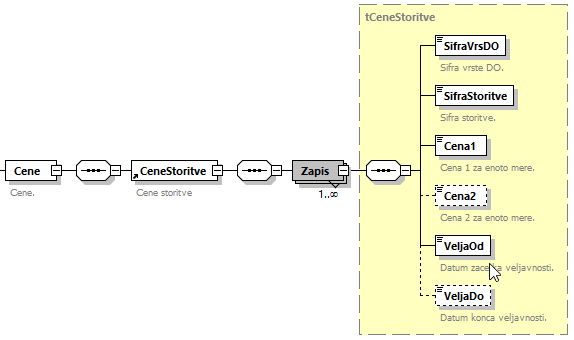 tCeneStoritve
SifraVrsDO
Sifra vrste DO.
SifraStoritve
Sifra storitve.
Cena1
Cena 1 za enoto mere.
Cene
Cene.
CeneStoritve
Cene storitve
Zapis
1..∞
Cena2
Cena 2 za enoto mere.
VeljaOd
Datum zacetka veljavnosti.
VeljaDo
Datum konca veljavnosti.